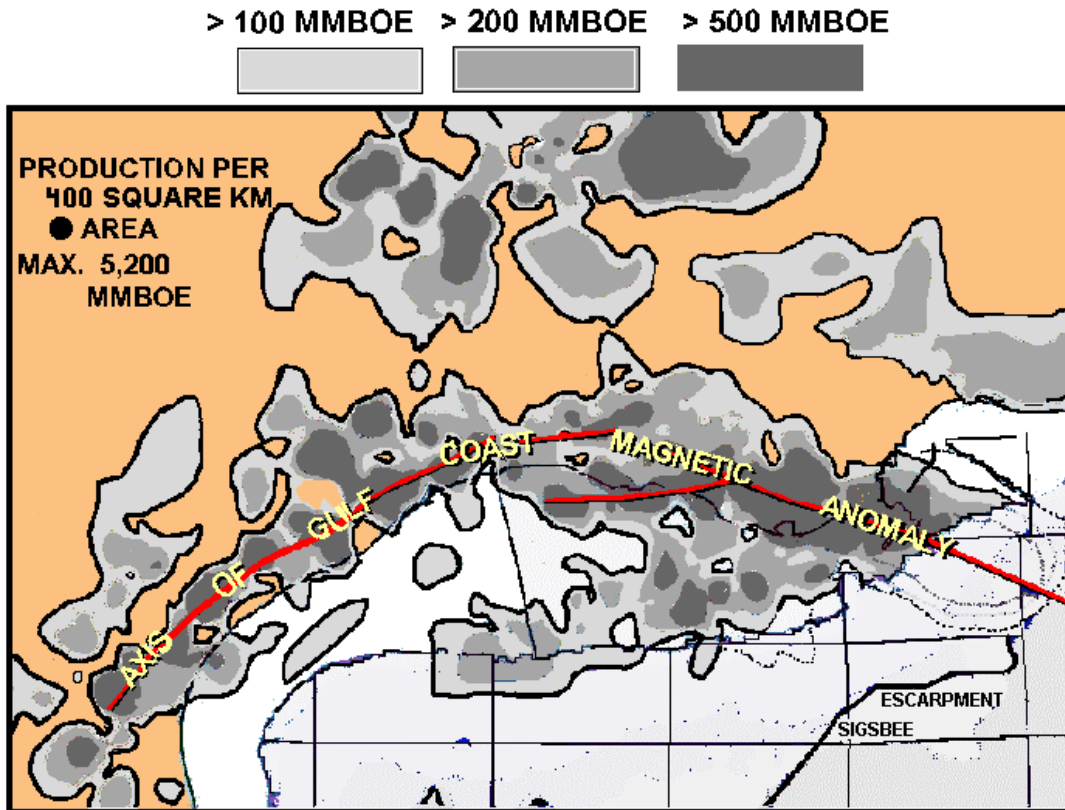 > 100 MMBOE > 200 MMBOE > 500 MMBOE
PRODUCTION PER
400 SQUARE KM
AREA
MAX. 5,200
MMBOE
AXIS OF GULF COAST MAGNETIC ANOMALY
ESCARPMENT
SIGSBEE